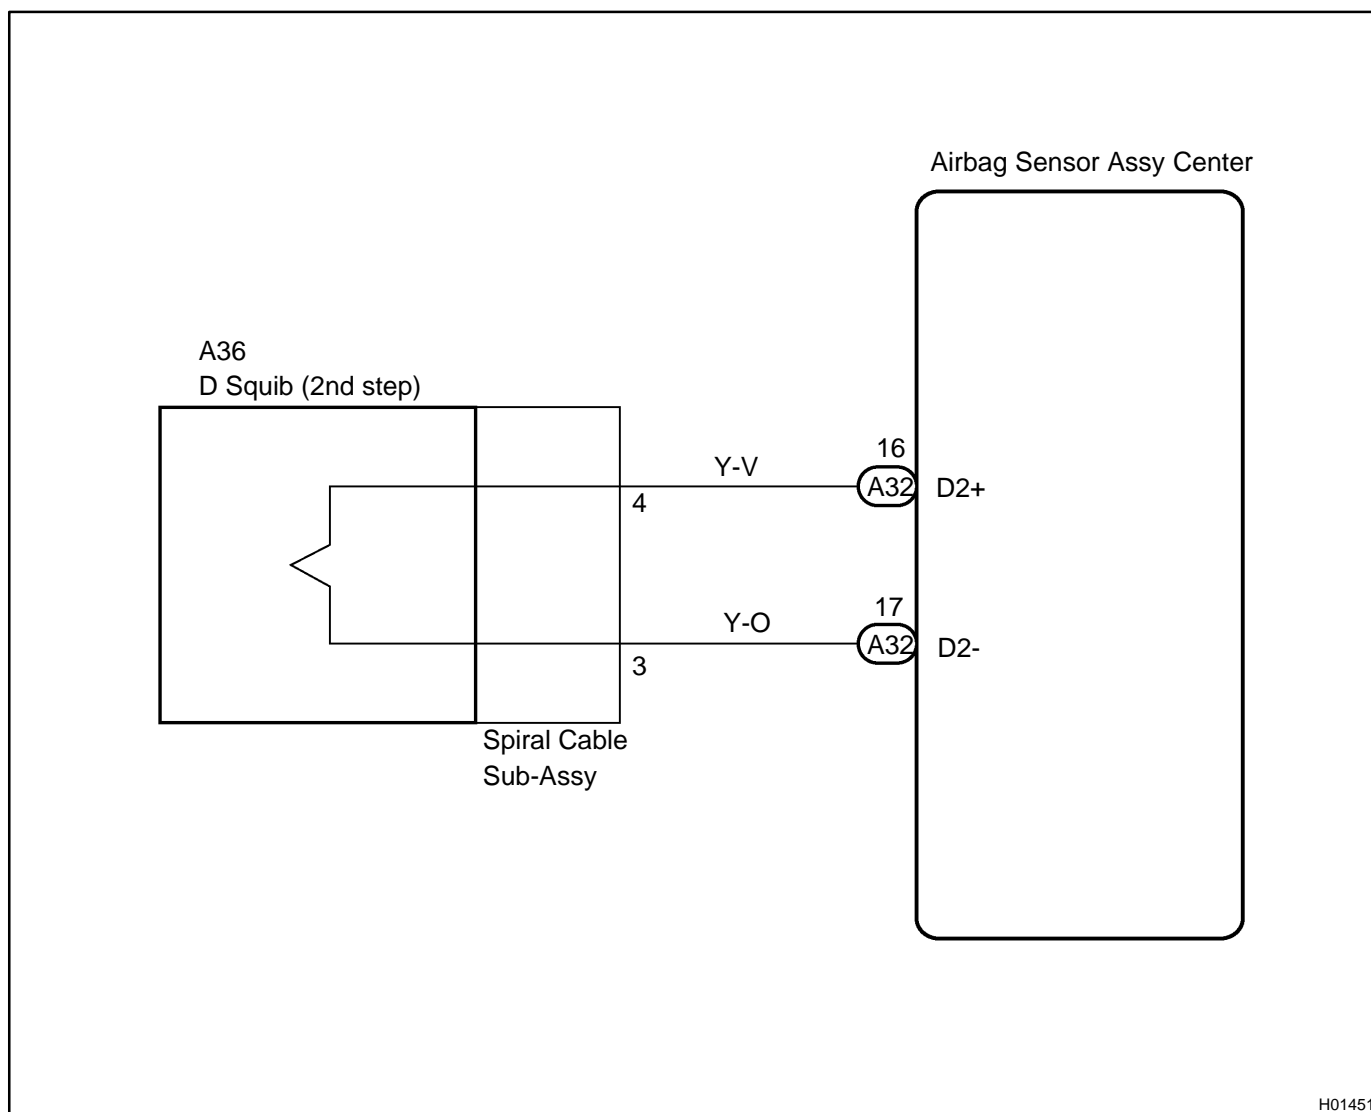 Airbag Sensor Assy Center
A36
D Squib (2nd step)
Y-V
16
A32
D2+
4
Y-O
17
A32
D2-
3
Spiral Cable
Sub-Assy
H01451